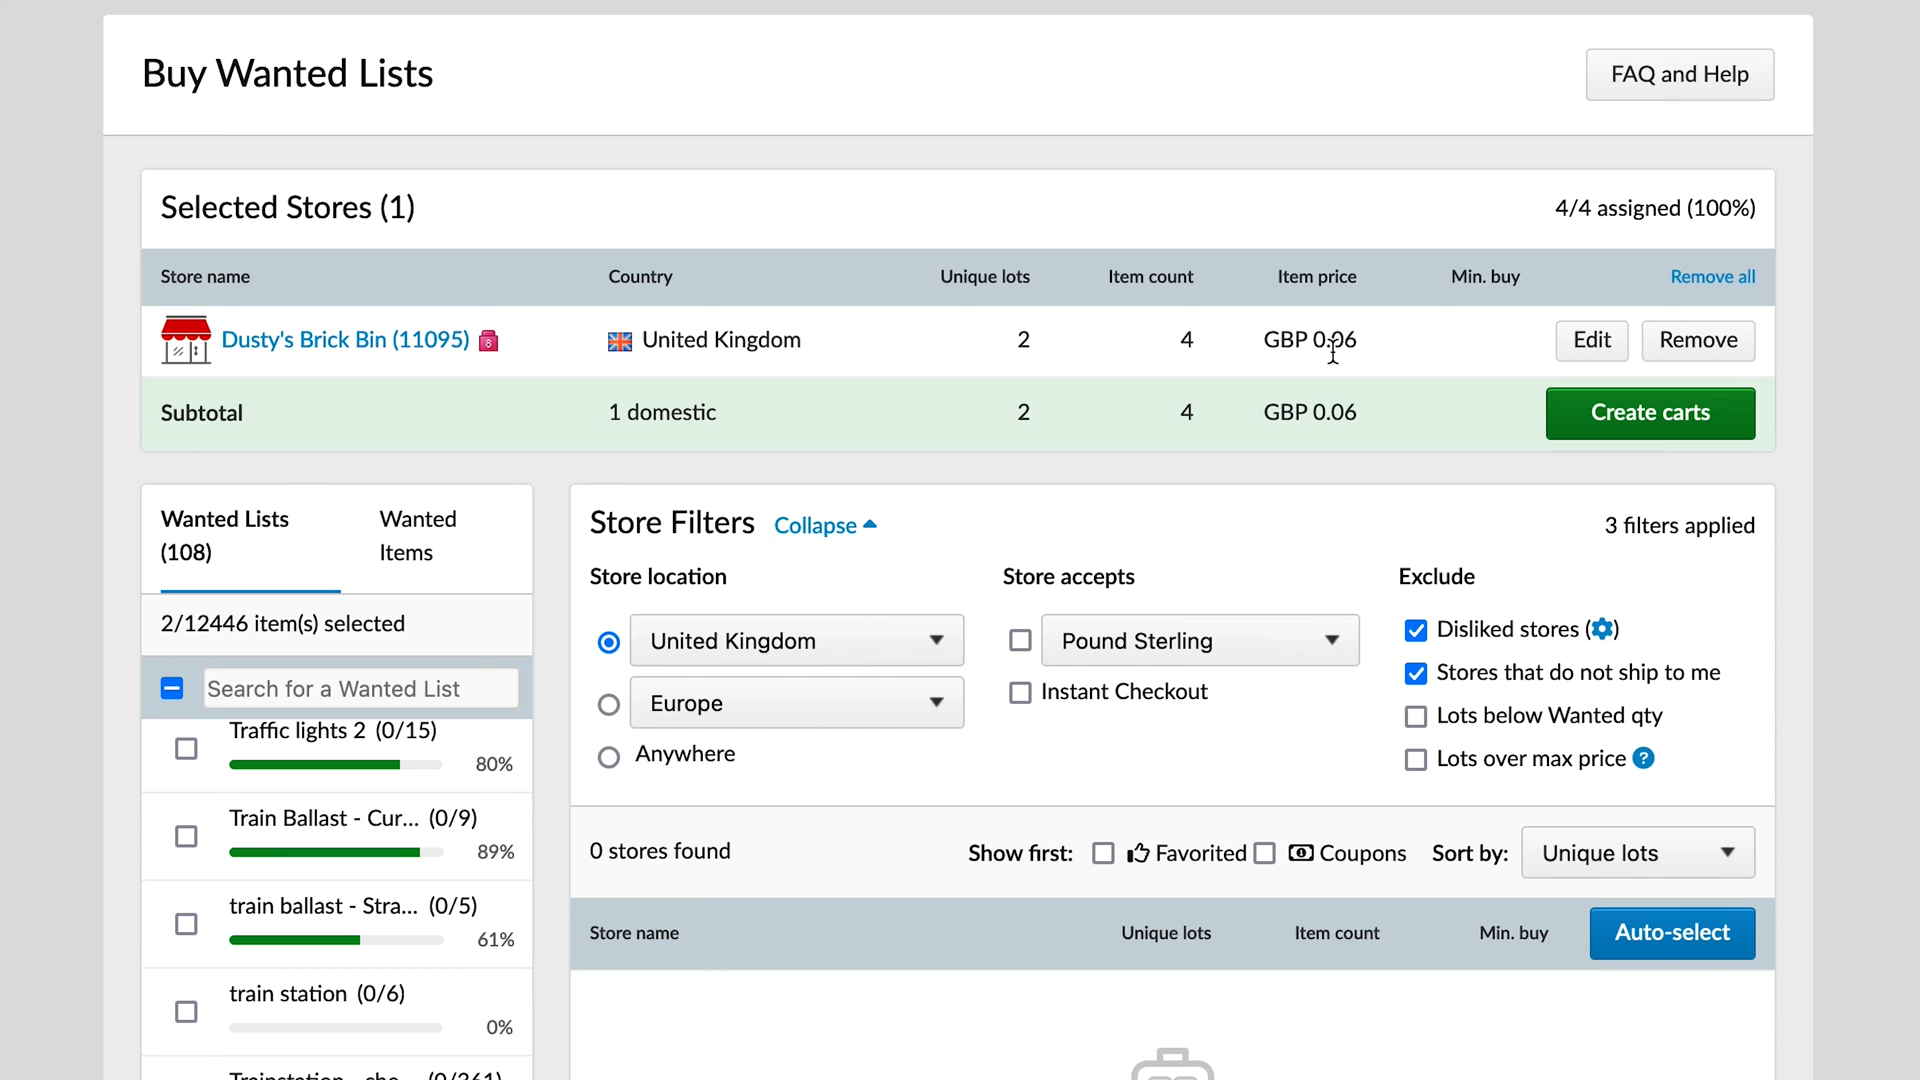 Buy Wanted Lists
FAQ and Help
Selected Stores (1)
4/4 assigned (100%)
Store name Country Unique lots Item count Item price Min. buy Remove all
Dusty's Brick Bin (11095) 8 United Kingdom 2 4 GBP 0.06 Edit Remove
Subtotal 1 domestic 2 4 GBP 0.06 Create carts
Wanted Lists
(108)
Wanted
Items
2/12446 item(s) selected
Search for a Wanted List
Traffic lights 2 (0/15)
80%
Train Ballast - Cur... (0/9)
89%
train ballast - Stra... (0/5)
61%
train station (0/6)
0%
Store Filters Collapse
3 filters applied
Store location
United Kingdom
Europe
Anywhere
Store accepts
Pound Sterling
Instant Checkout
Exclude
Disliked stores ( )
Stores that do not ship to me
Lots below Wanted qty
Lots over max price ?
0 stores found Show first: Favorited Coupons Sort by: Unique lots
Store name Unique lots Item count Min. buy Auto-select